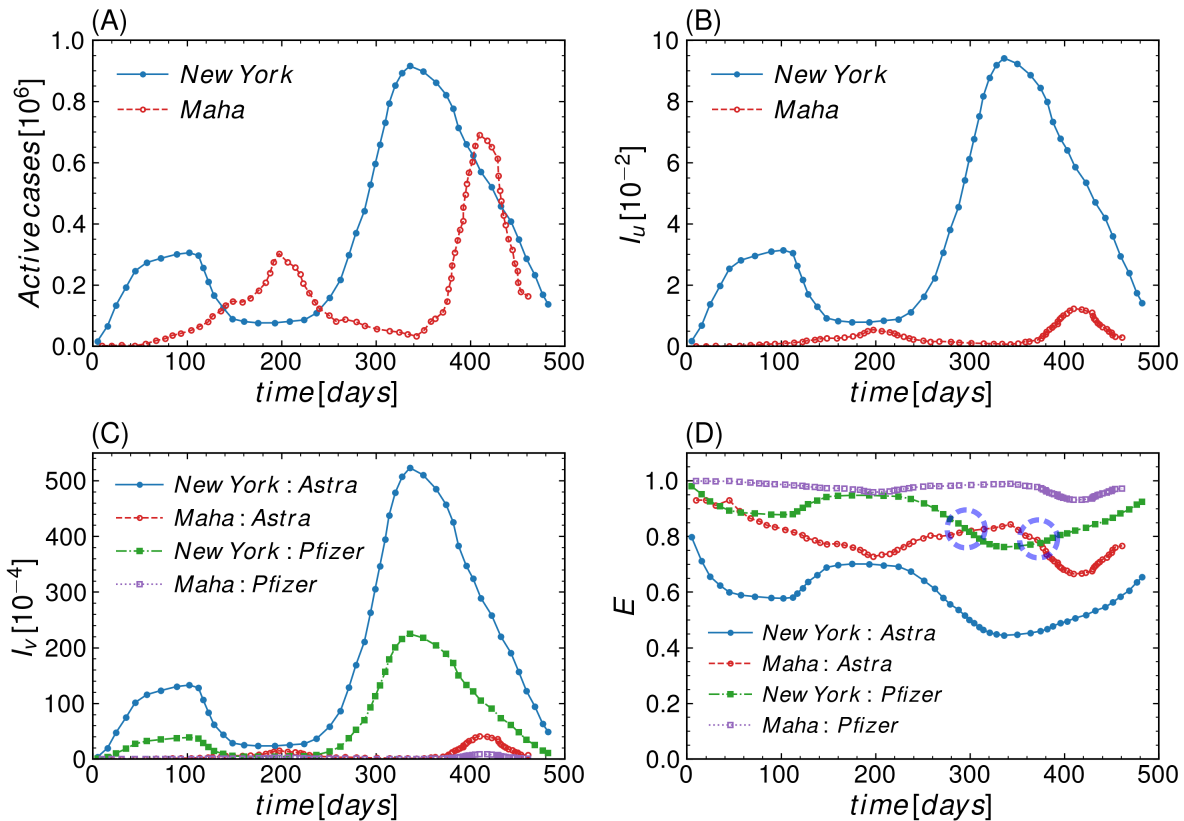 (A)
1.0
0.8
0.6
0.4
0.2
0.0
Active cases [10^6]
New York
Maha
0 100 200 300 400 500
time [days]
(B)
10
8
6
4
2
0
I_u [10^−2]
New York
Maha
0 100 200 300 400 500
time [days]
(C)
500
400
300
200
100
0
I_v [10^−4]
New York : Astra
Maha : Astra
New York : Pfizer
Maha : Pfizer
0 100 200 300 400 500
time [days]
(D)
1.0
0.8
0.6
0.4
0.2
0.0
E
New York : Astra
Maha : Astra
New York : Pfizer
Maha : Pfizer
0 100 200 300 400 500
time [days]